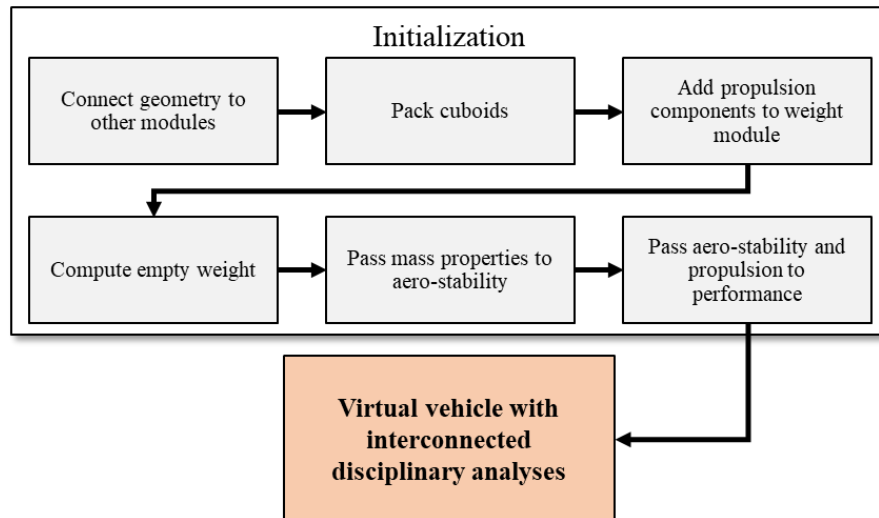 Initialization
Connect geometry to
other modules
Pack cuboids
Add propulsion
components to weight
module
Compute empty weight
Pass mass properties to
aero-stability
Pass aero-stability and
propulsion to
performance
Virtual vehicle with
interconnected
disciplinary analyses